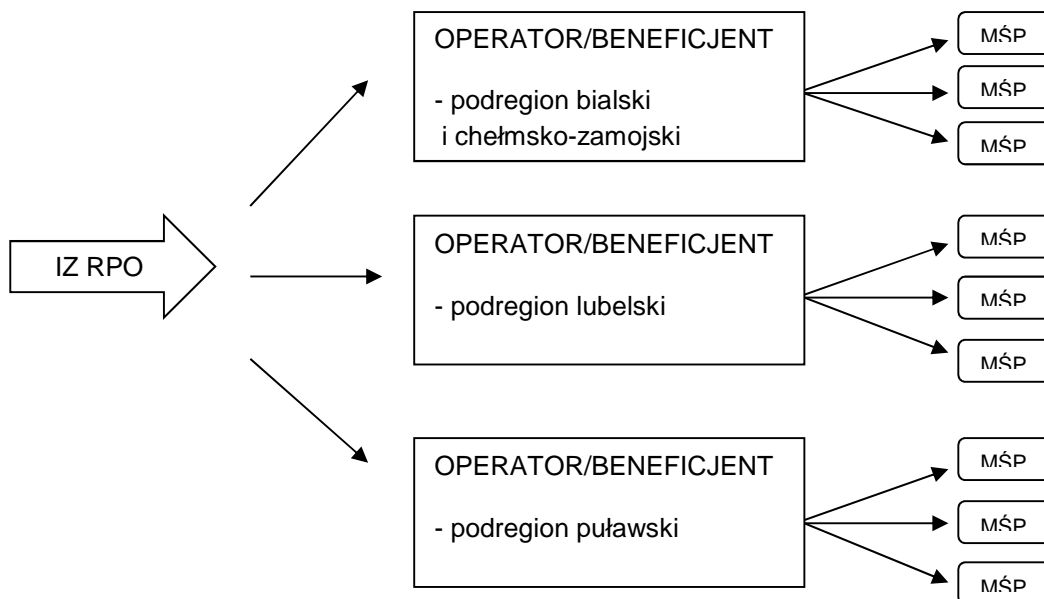 IZ RPO
OPERATOR/BENEFICJENT
- podregion bialski
i chełmsko-zamojski
MŚP
MŚP
MŚP
OPERATOR/BENEFICJENT
- podregion lubelski
MŚP
MŚP
MŚP
OPERATOR/BENEFICJENT
- podregion puławski
MŚP
MŚP
MŚP